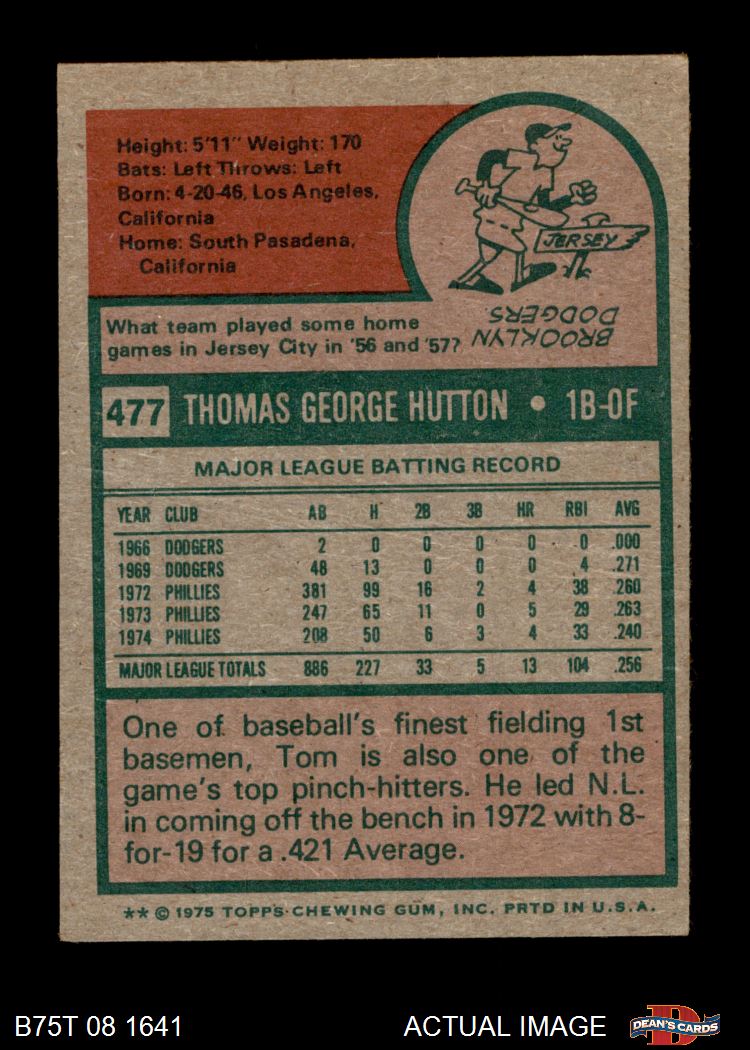 Height: 5'11" Weight: 170
Bats: Left Throws: Left
Born: 4-20-46, Los Angeles,
California
Home: South Pasadena,
California
JERSEY
What team played some home
games in Jersey City in '56 and '57?
BROOKLYN
DODGERS.
477 THOMAS GEORGE HUTTON • 1B-OF
MAJOR LEAGUE BATTING RECORD
YEAR CLUB AB H 2B 3B HR RBI AVG
1966 DODGERS 2 0 0 0 0 0 .000
1969 DODGERS 48 13 0 0 0 4 .271
1972 PHILLIES 381 99 16 2 4 38 .260
1973 PHILLIES 247 65 11 0 5 29 .263
1974 PHILLIES 208 50 6 3 4 33 .240
MAJOR LEAGUE TOTALS 886 227 33 5 13 104 .256
One of baseball's finest fielding 1st
basemen, Tom is also one of the
game's top pinch-hitters. He led N.L.
in coming off the bench in 1972 with 8-
for-19 for a .421 Average.
** © 1975 TOPPS CHEWING GUM, INC. PRTD IN U.S.A.
B75T 08 1641 ACTUAL IMAGE
D
DEAN'S CARDS